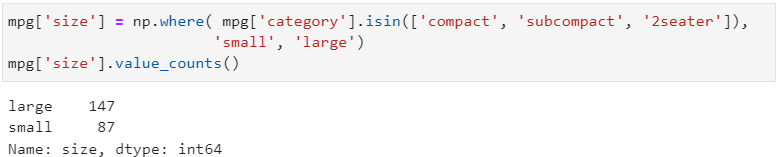 mpg['size'] = np.where( mpg['category'].isin(['compact', 'subcompact', '2seater']),
'small', 'large')
mpg['size'].value_counts()
large    147
small     87
Name: size, dtype: int64